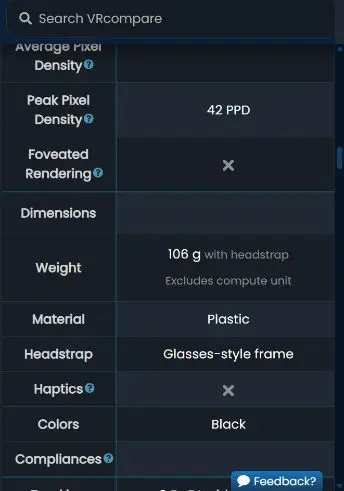 Search VRcompare
Average Pixel
Density?
Peak Pixel
Density?
42 PPD
Foveated
Rendering?
Dimensions
Weight
106 g with headstrap
Excludes compute unit
Material
Plastic
Headstrap
Glasses-style frame
Haptics?
Colors
Black
Compliances?
Feedback?